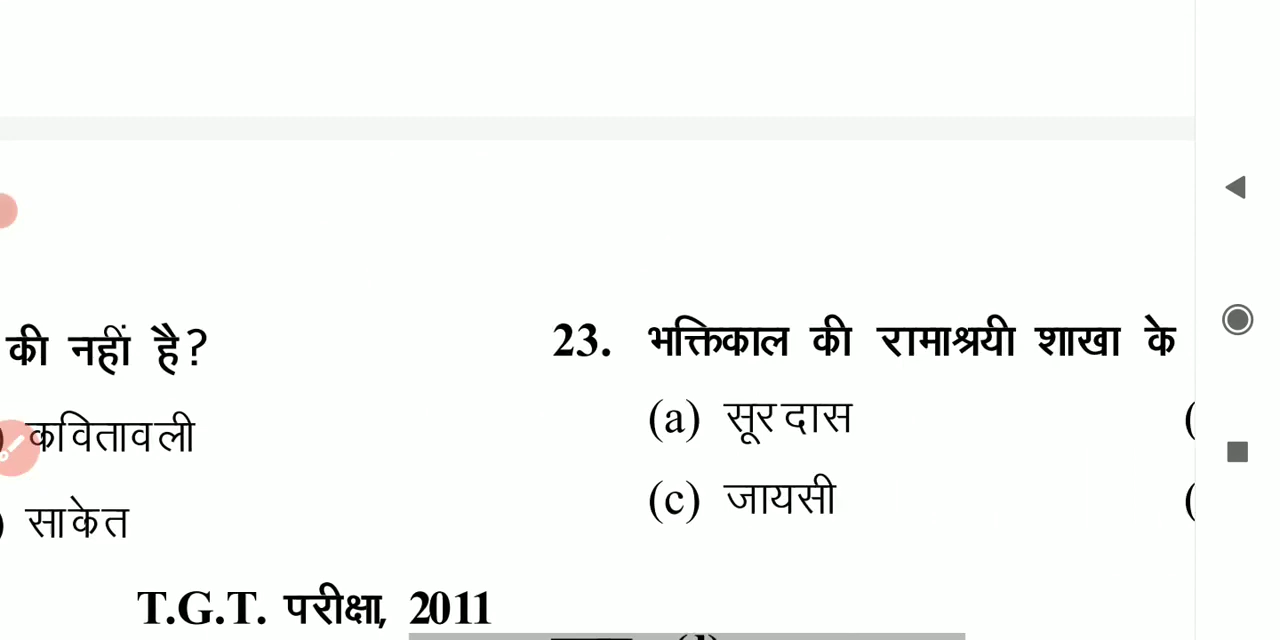 की नहीं है?
कवितावली
) साकेत
T.G.T. परीक्षा, 2011
23. भक्तिकाल की रामाश्रयी शाखा के
(a) सूरदास (
(c) जायसी (